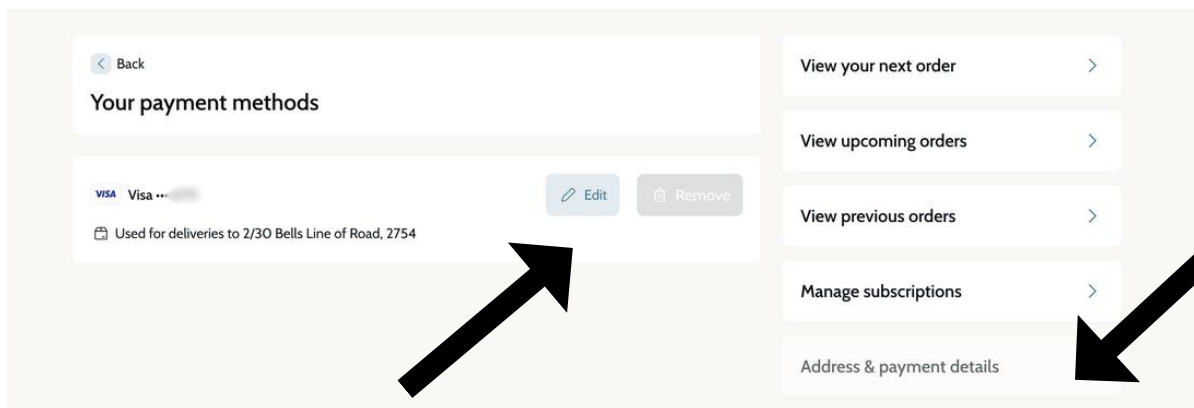 Back
Your payment methods
VISA Visa ••
Edit
Remove
Used for deliveries to 2/30 Bells Line of Road, 2754
View your next order
View upcoming orders
View previous orders
Manage subscriptions
Address & payment details